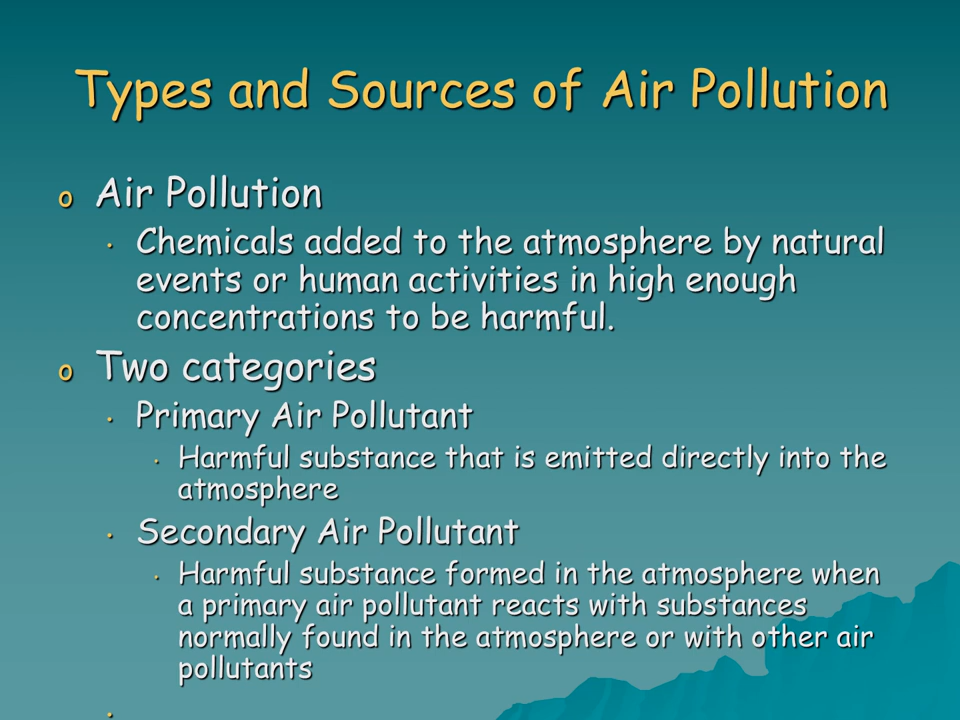 Types and Sources of Air Pollution
o Air Pollution
• Chemicals added to the atmosphere by natural
events or human activities in high enough
concentrations to be harmful.
o Two categories
• Primary Air Pollutant
• Harmful substance that is emitted directly into the
atmosphere
• Secondary Air Pollutant
• Harmful substance formed in the atmosphere when
a primary air pollutant reacts with substances
normally found in the atmosphere or with other air
pollutants
•